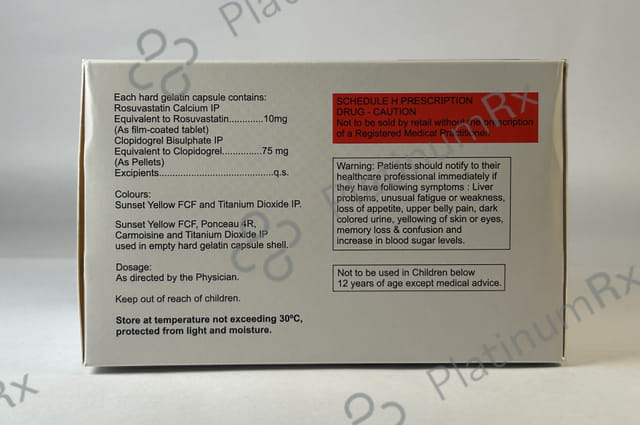 Each hard gelatin capsule contains:
Rosuvastatin Calcium IP
Equivalent to Rosuvastatin.............10mg
(As film-coated tablet)
Clopidogrel Bisulphate IP
Equivalent to Clopidogrel...............75 mg
(As Pellets)
Excipients...........................................q.s.
Colours:
Sunset Yellow FCF and Titanium Dioxide IP.
Sunset Yellow FCF, Ponceau 4R,
Carmoisine and Titanium Dioxide IP
used in empty hard gelatin capsule shell.
Dosage:
As directed by the Physician.
Keep out of reach of children.
Store at temperature not exceeding 30ºC,
protected from light and moisture.
SCHEDULE H PRESCRIPTION
DRUG - CAUTION
Not to be sold by retail without the prescription
of a Registered Medical Practitioner.
Warning: Patients should notify to their
healthcare professional immediately if
they have following symptoms : Liver
problems, unusual fatigue or weakness,
loss of appetite, upper belly pain, dark
colored urine, yellowing of skin or eyes,
memory loss & confusion and
increase in blood sugar levels.
Not to be used in Children below
12 years of age except medical advice.
PlatinumRx
PlatinumRx
PlatinumRx
PlatinumRx
Rx